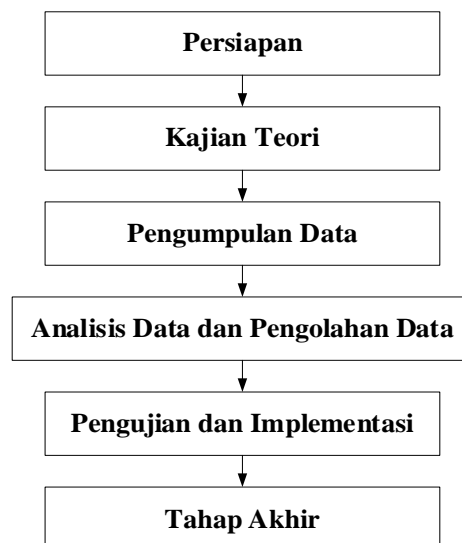 Persiapan
Kajian Teori
Pengumpulan Data
Analisis Data dan Pengolahan Data
Pengujian dan Implementasi
Tahap Akhir